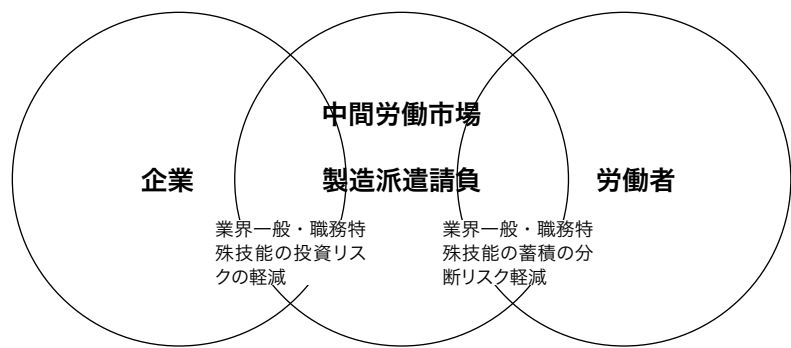 中間労働市場
企業
製造派遣請負
労働者
業界一般・職務特
殊技能の投資リス
クの軽減
業界一般・職務特
殊技能の蓄積の分
断リスク軽減